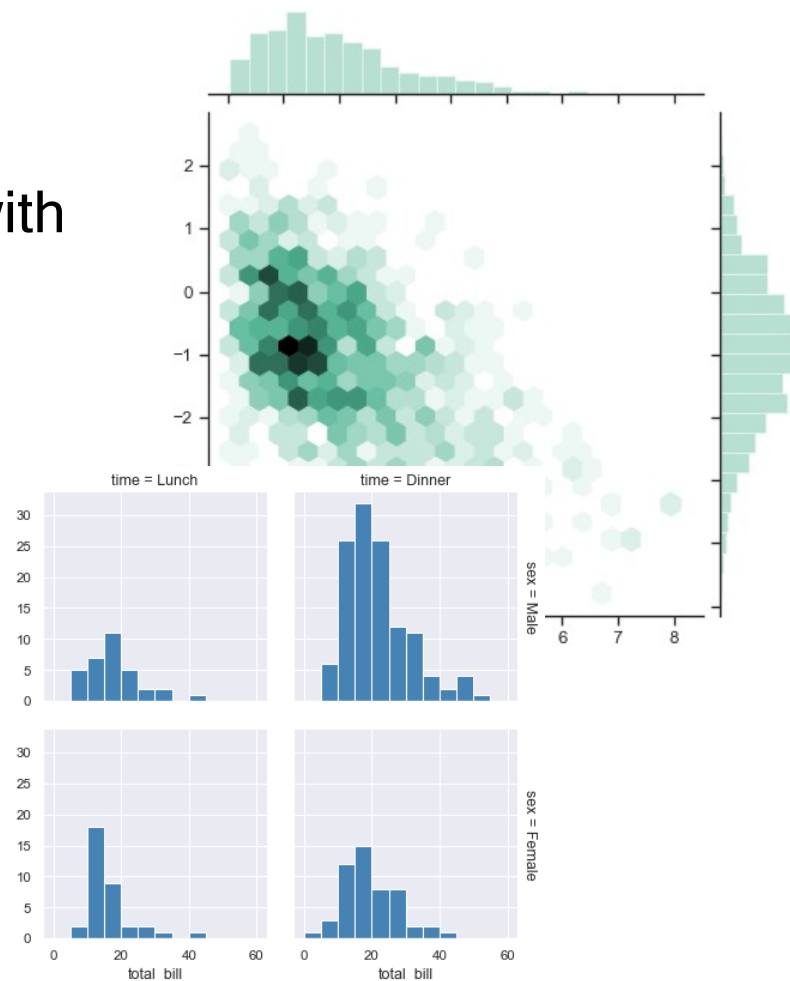 2
vith
1
0
−1
−2
6 7 8
time = Lunch time = Dinner
30
25
20
15
10
5
0
sex = Male
30
25
20
15
10
5
0
sex = Female
0 20 40 60 0 20 40 60
total_bill total_bill